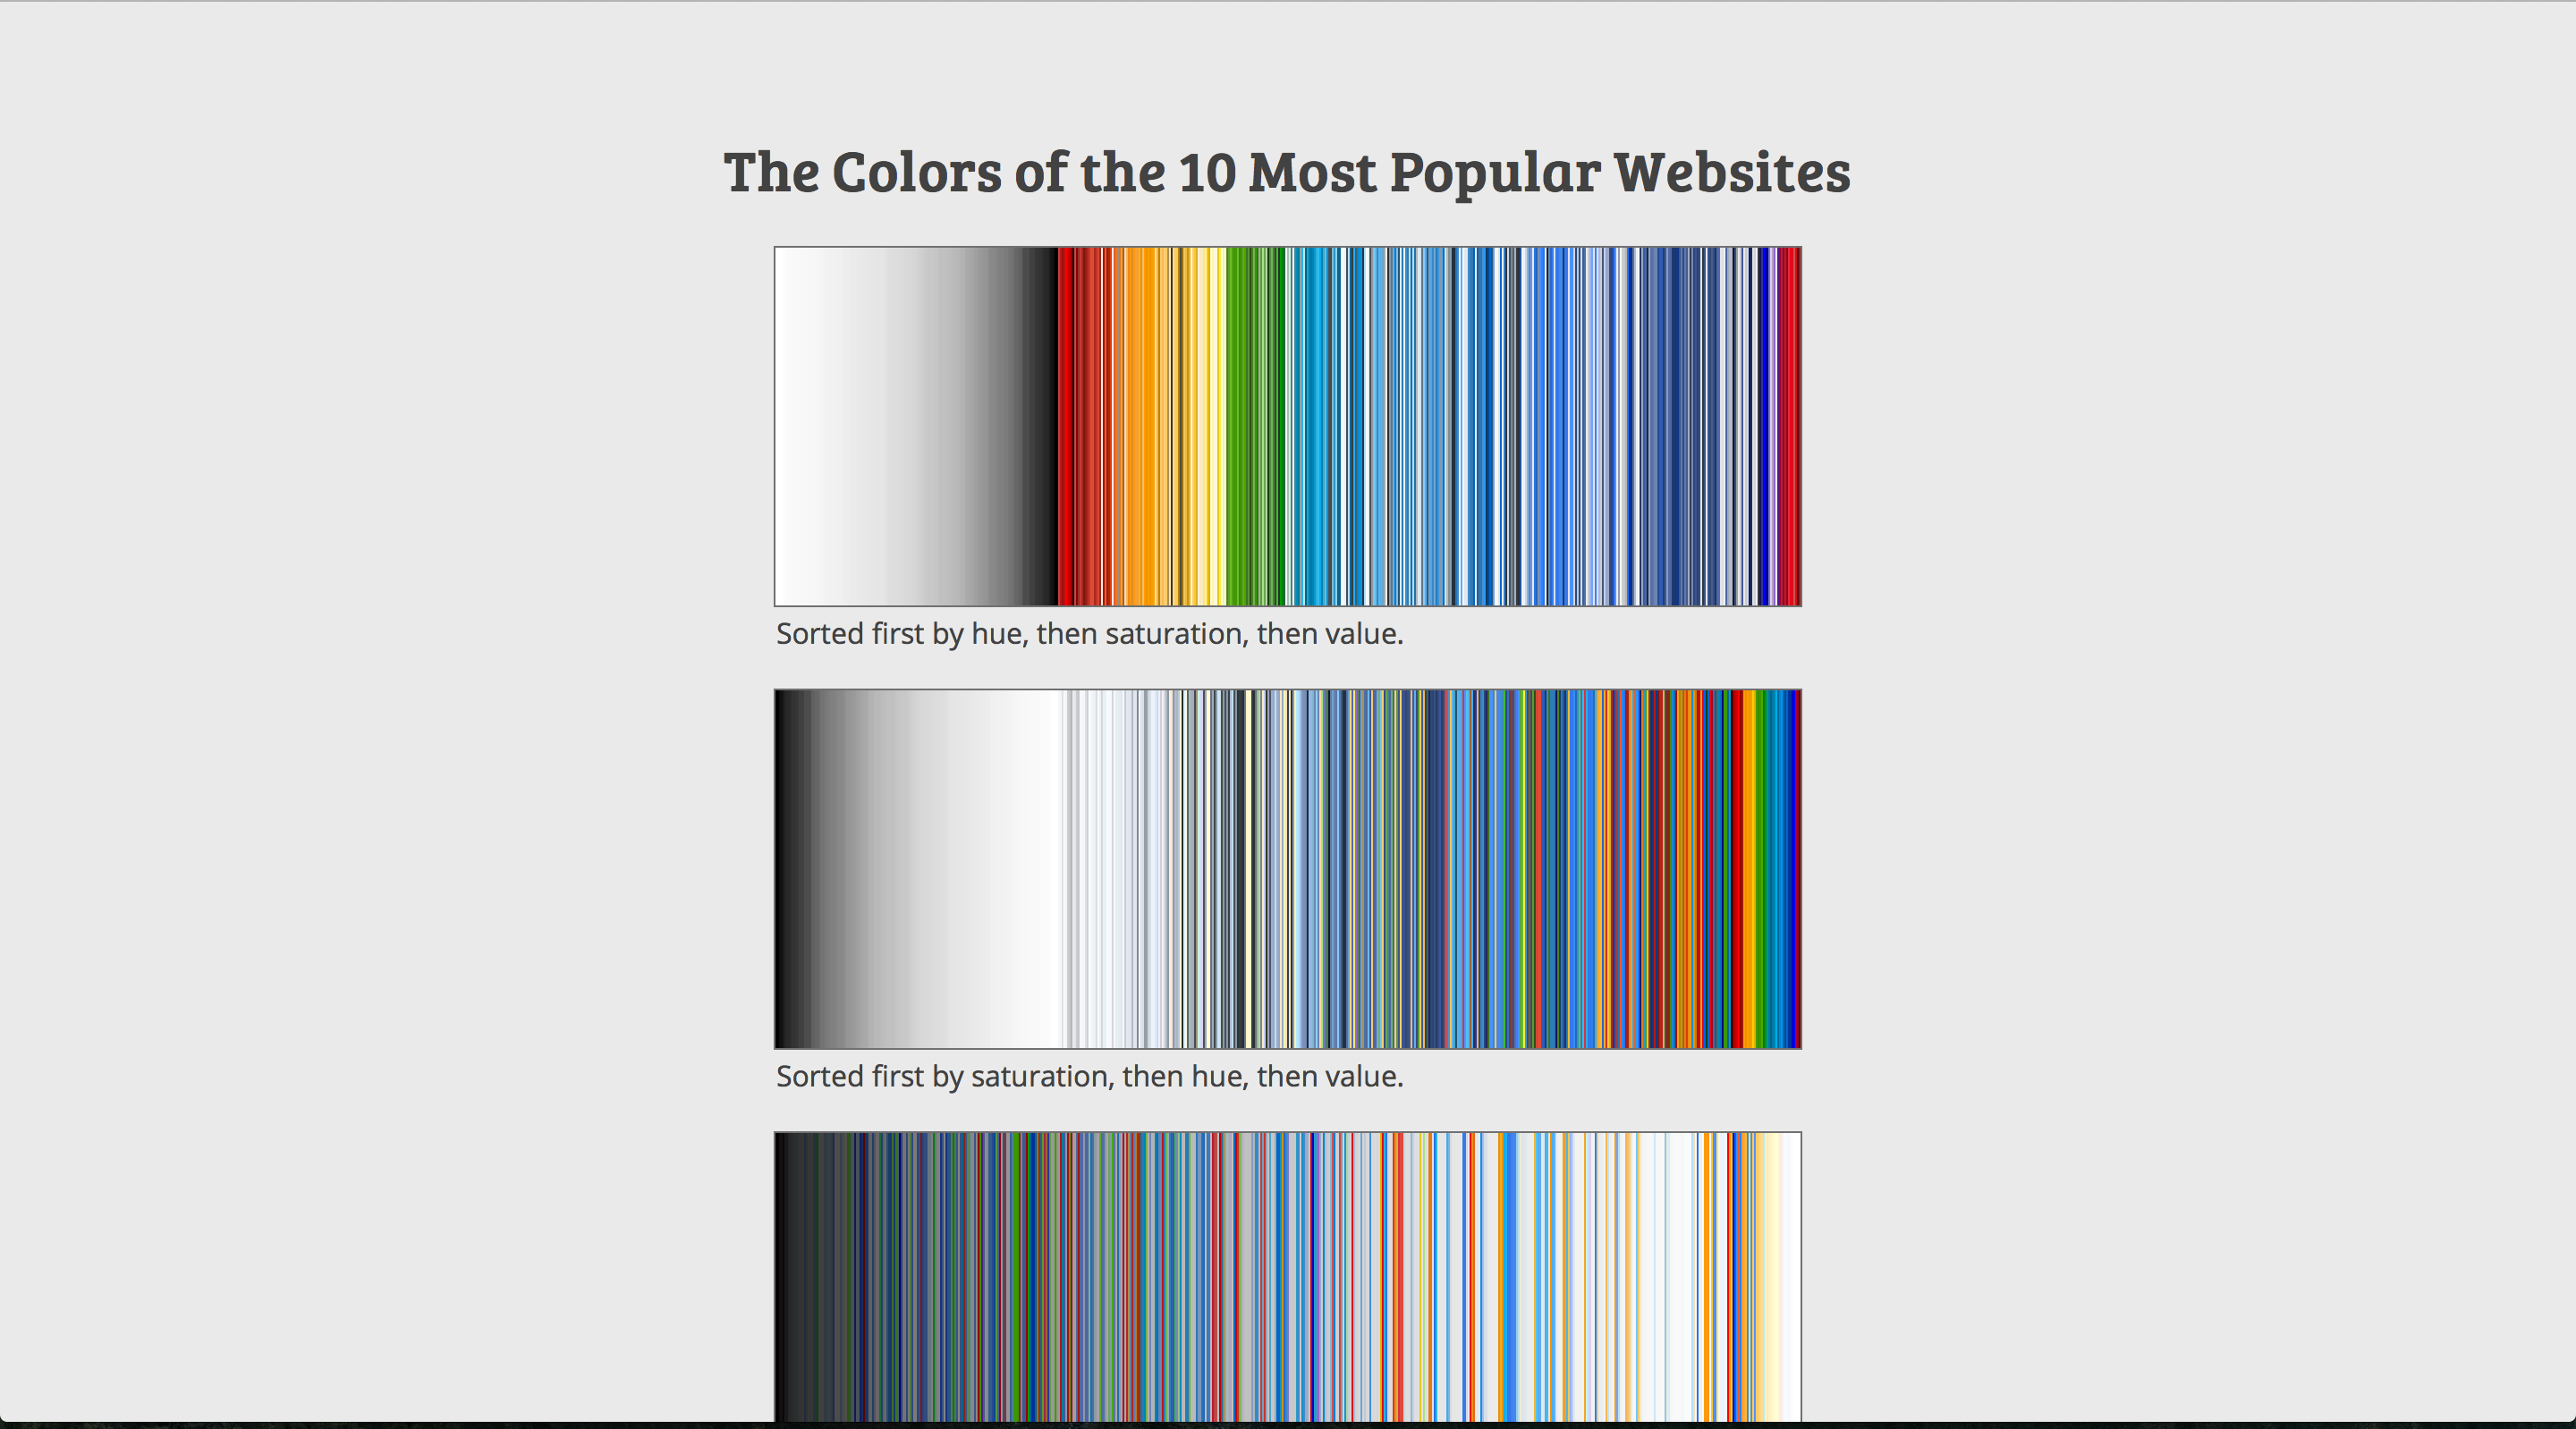 The Colors of the 10 Most Popular Websites
Sorted first by hue, then saturation, then value.
Sorted first by saturation, then hue, then value.